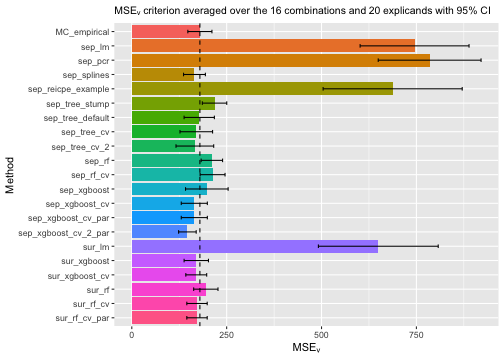 MSEᵥ criterion averaged over the 16 combinations and 20 explicands with 95% CI
Method
MC_empirical
sep_lm
sep_pcr
sep_splines
sep_reicpe_example
sep_tree_stump
sep_tree_default
sep_tree_cv
sep_tree_cv_2
sep_rf
sep_rf_cv
sep_xgboost
sep_xgboost_cv
sep_xgboost_cv_par
sep_xgboost_cv_2_par
sur_lm
sur_xgboost
sur_xgboost_cv
sur_rf
sur_rf_cv
sur_rf_cv_par
0 250 500 750
MSEᵥ